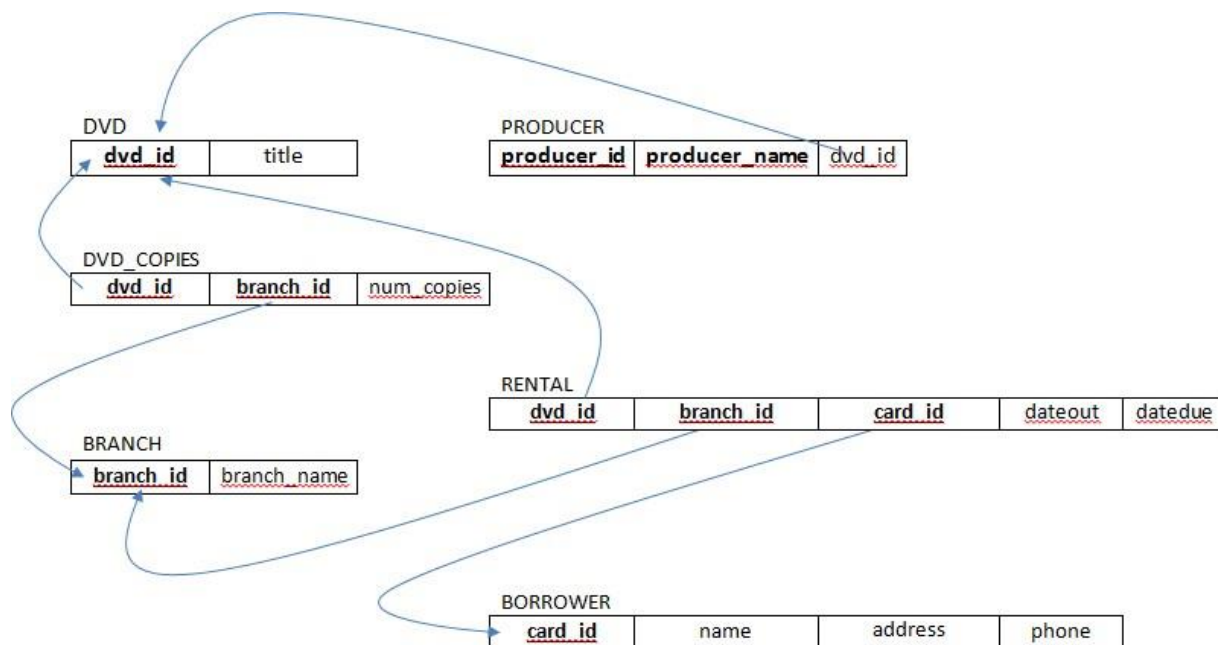 DVD
dvd_id title
PRODUCER
producer_id producer_name dvd_id
DVD_COPIES
dvd_id branch_id num_copies
RENTAL
dvd_id branch_id card_id dateout datedue
BRANCH
branch_id branch_name
BORROWER
card_id name address phone